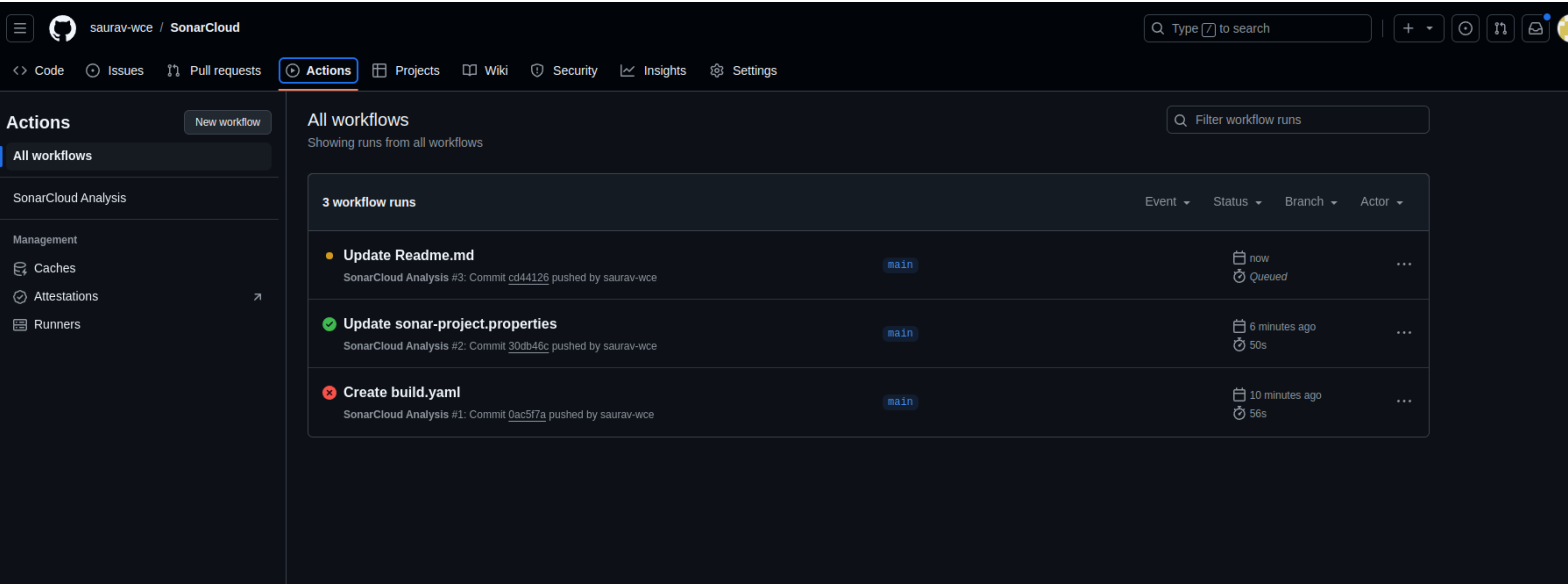 saurav-wce / SonarCloud
Type / to search
Code Issues Pull requests Actions Projects Wiki Security Insights Settings
Actions
New workflow
All workflows
SonarCloud Analysis
Management
Caches
Attestations
Runners
All workflows
Showing runs from all workflows
Filter workflow runs
3 workflow runs
Event Status Branch Actor
Update Readme.md
SonarCloud Analysis #3: Commit cd44126 pushed by saurav-wce
main
now
Queued
Update sonar-project.properties
SonarCloud Analysis #2: Commit 30db46c pushed by saurav-wce
main
6 minutes ago
50s
Create build.yaml
SonarCloud Analysis #1: Commit 0ac5f7a pushed by saurav-wce
main
10 minutes ago
56s